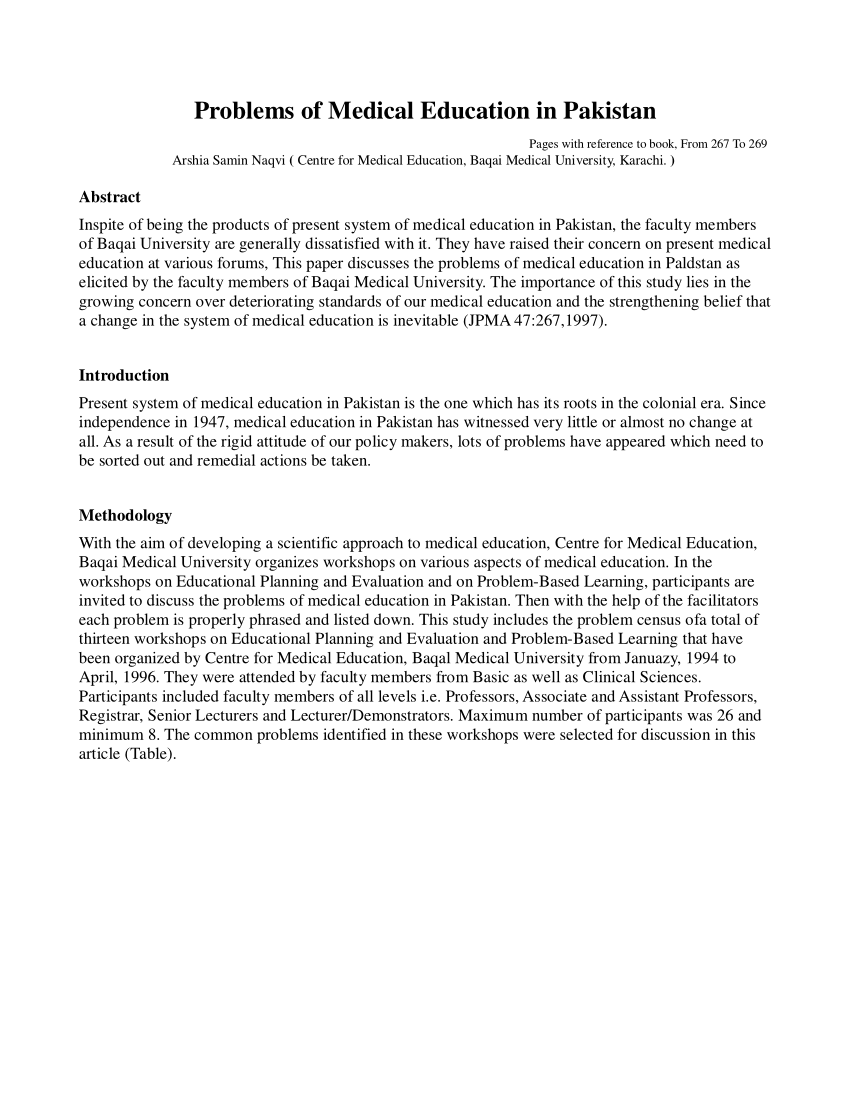 Problems of Medical Education in Pakistan
Pages with reference to book, From 267 To 269
Arshia Samin Naqvi ( Centre for Medical Education, Baqai Medical University, Karachi. )
Abstract
Inspite of being the products of present system of medical education in Pakistan, the faculty members
of Baqai University are generally dissatisfied with it. They have raised their concern on present medical
education at various forums, This paper discusses the problems of medical education in Paldstan as
elicited by the faculty members of Baqai Medical University. The importance of this study lies in the
growing concern over deteriorating standards of our medical education and the strengthening belief that
a change in the system of medical education is inevitable (JPMA 47:267,1997).
Introduction
Present system of medical education in Pakistan is the one which has its roots in the colonial era. Since
independence in 1947, medical education in Pakistan has witnessed very little or almost no change at
all. As a result of the rigid attitude of our policy makers, lots of problems have appeared which need to
be sorted out and remedial actions be taken.
Methodology
With the aim of developing a scientific approach to medical education, Centre for Medical Education,
Baqai Medical University organizes workshops on various aspects of medical education. In the
workshops on Educational Planning and Evaluation and on Problem-Based Learning, participants are
invited to discuss the problems of medical education in Pakistan. Then with the help of the facilitators
each problem is properly phrased and listed down. This study includes the problem census ofa total of
thirteen workshops on Educational Planning and Evaluation and Problem-Based Learning that have
been organized by Centre for Medical Education, Baqal Medical University from Januazy, 1994 to
April, 1996. They were attended by faculty members from Basic as well as Clinical Sciences.
Participants included faculty members of all levels i.e. Professors, Associate and Assistant Professors,
Registrar, Senior Lecturers and Lecturer/Demonstrators. Maximum number of participants was 26 and
minimum 8. The common problems identified in these workshops were selected for discussion in this
article (Table).